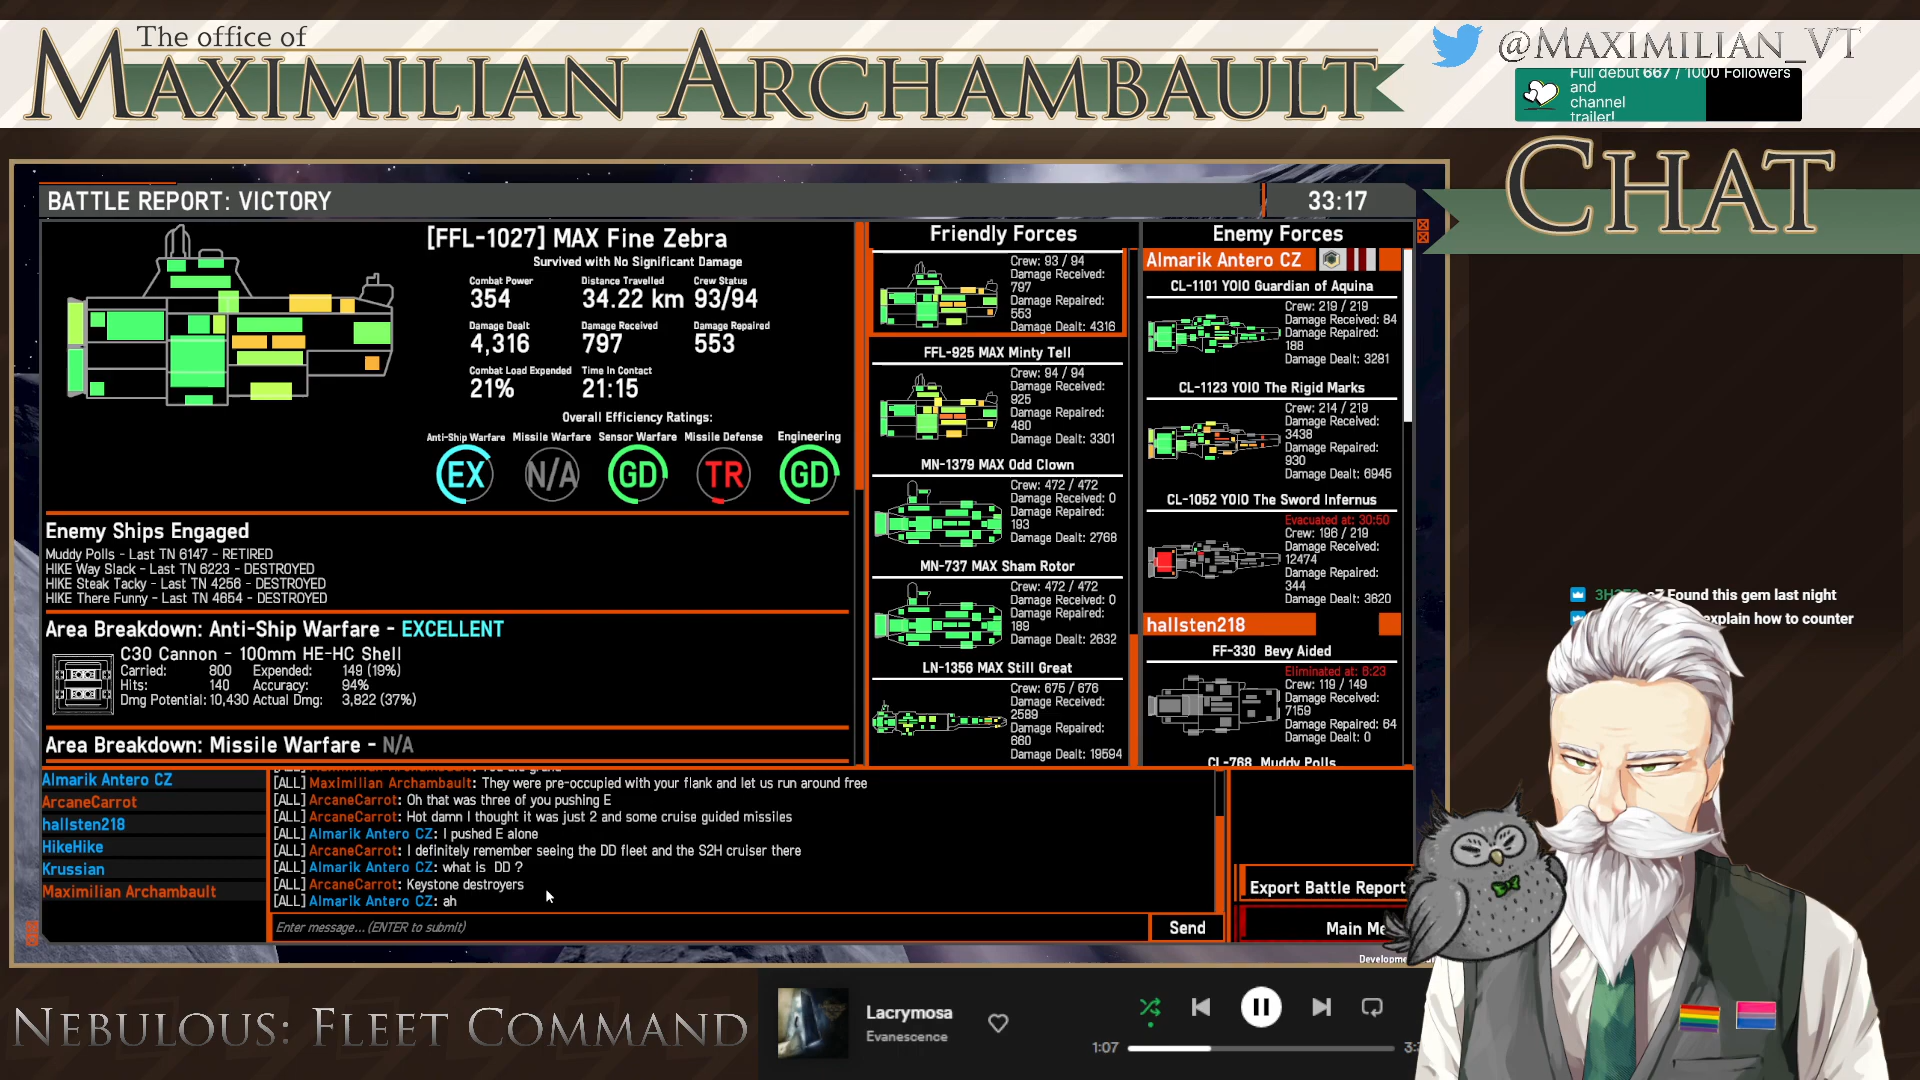 The office of
Maximilian Archambault
@Maximilian_VT
Full debut 667 / 1000 Followers
and
channel
trailer!
Chat
BATTLE REPORT: VICTORY
33:17
[FFL-1027] MAX Fine Zebra
Survived with No Significant Damage
Combat Power
354
Distance Travelled
34.22 km
Crew Status
93/94
Damage Dealt
4,316
Damage Received
797
Damage Repaired
553
Combat Load Expended
21%
Time In Contact
21:15
Overall Efficiency Ratings:
Anti-Ship Warfare Missile Warfare Sensor Warfare Missile Defense Engineering
EX N/A GD TR GD
Enemy Ships Engaged
Muddy Polls - Last TN 6147 - RETIRED
HIKE Way Slack - Last TN 6223 - DESTROYED
HIKE Steak Tacky - Last TN 4256 - DESTROYED
HIKE There Funny - Last TN 4654 - DESTROYED
Area Breakdown: Anti-Ship Warfare - EXCELLENT
C30 Cannon - 100mm HE-HC Shell
Carried: 800 Expended: 149 (19%)
Hits: 140 Accuracy: 94%
Dmg Potential: 10,430 Actual Dmg: 3,822 (37%)
Area Breakdown: Missile Warfare - N/A
Friendly Forces
Crew: 93 / 94
Damage Received:
797
Damage Repaired:
553
Damage Dealt: 4316
FFL-925 MAX Minty Tell
Crew: 94 / 94
Damage Received:
925
Damage Repaired:
480
Damage Dealt: 3301
MN-1379 MAX Odd Clown
Crew: 472 / 472
Damage Received: 0
Damage Repaired:
193
Damage Dealt: 2768
MN-737 MAX Sham Rotor
Crew: 472 / 472
Damage Received: 0
Damage Repaired:
189
Damage Dealt: 2632
LN-1356 MAX Still Great
Crew: 675 / 676
Damage Received:
2589
Damage Repaired:
660
Damage Dealt: 19594
Enemy Forces
Almarik Antero CZ
CL-1101 YOIO Guardian of Aquina
Crew: 219 / 219
Damage Received: 84
Damage Repaired:
188
Damage Dealt: 3281
CL-1123 YOIO The Rigid Marks
Crew: 214 / 219
Damage Received:
3438
Damage Repaired:
930
Damage Dealt: 6945
CL-1052 YOIO The Sword Infernus
Evacuated at: 30:50
Crew: 196 / 219
Damage Received:
12474
Damage Repaired:
344
Damage Dealt: 3620
hallsten218
FF-330 Bevy Aided
Eliminated at: 6:23
Crew: 119 / 149
Damage Received:
7159
Damage Repaired: 64
Damage Dealt: 0
CL-768 Muddy Polls
Almarik Antero CZ
ArcaneCarrot
hallsten218
HikeHike
Krussian
Maximilian Archambault
[ALL] Maximilian Archambault: They were pre-occupied with your flank and let us run around free
[ALL] ArcaneCarrot: Oh that was three of you pushing E
[ALL] ArcaneCarrot: Hot damn I thought it was just 2 and some cruise guided missiles
[ALL] Almarik Antero CZ: I pushed E alone
[ALL] ArcaneCarrot: I definitely remember seeing the DD fleet and the S2H cruiser there
[ALL] Almarik Antero CZ: what is DD ?
[ALL] ArcaneCarrot: Keystone destroyers
[ALL] Almarik Antero CZ: ah
Enter message... (ENTER to submit)
Send
Export Battle Report
Main Me
Developme
Found this gem last night
explain how to counter
Nebulous: Fleet Command
Lacrymosa
Evanescence
1:07